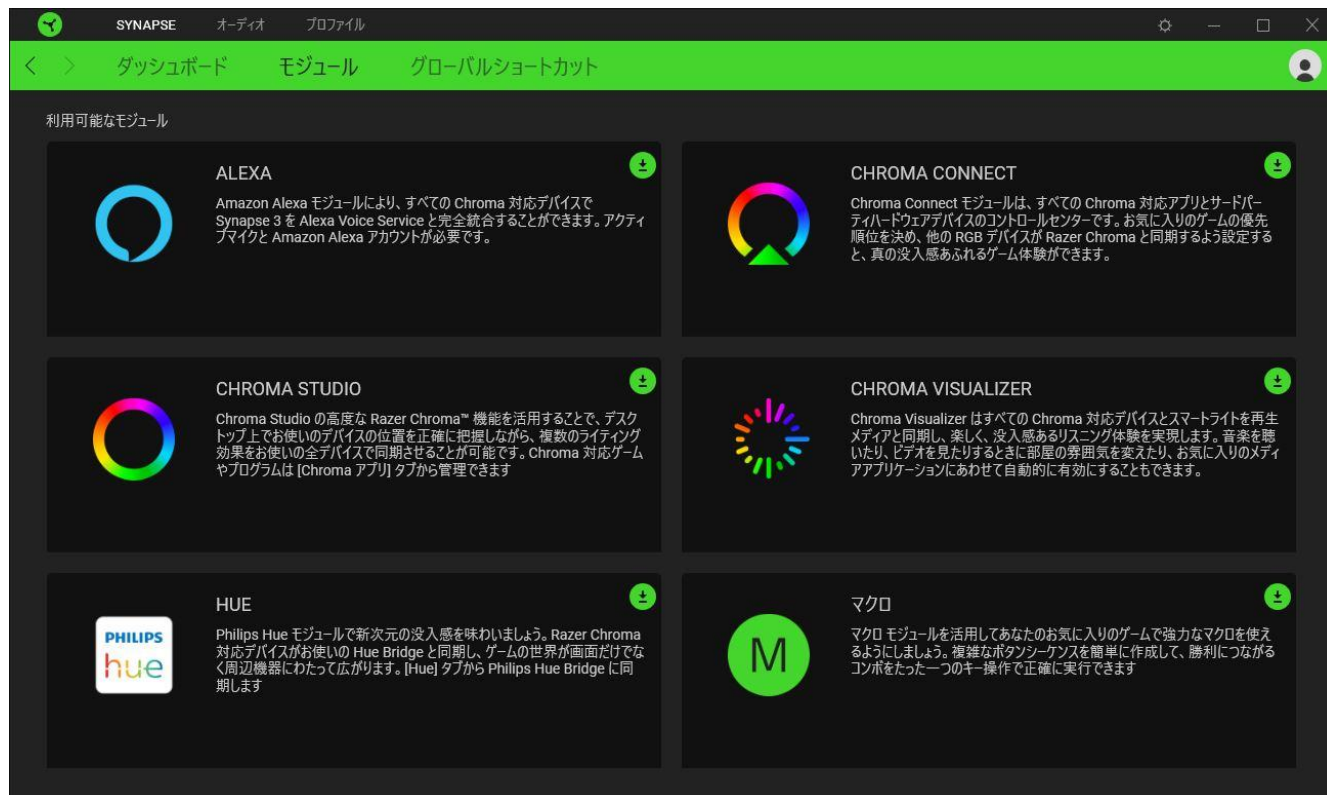 SYNAPSE オーディオ プロファイル
ダッシュボード モジュール グローバルショートカット
利用可能なモジュール
ALEXA
Amazon Alexa モジュールにより、すべての Chroma 対応デバイスで
Synapse 3 を Alexa Voice Service と完全統合することができます。アクティ
ブマイクと Amazon Alexa アカウントが必要です。
CHROMA CONNECT
Chroma Connect モジュールは、すべての Chroma 対応アプリとサードパー
ティハードウェアデバイスのコントロールセンターです。お気に入りのゲームの優先
順位を決め、他の RGB デバイスが Razer Chroma と同期するよう設定する
と、真の没入感あふれるゲーム体験ができます。
CHROMA STUDIO
Chroma Studio の高度な Razer Chroma™ 機能を活用することで、デスク
トップ上でお使いのデバイスの位置を正確に把握しながら、複数のライティング
効果をお使いの全デバイスで同期させることが可能です。Chroma 対応ゲーム
やプログラムは [Chroma アプリ] タブから管理できます
CHROMA VISUALIZER
Chroma Visualizer はすべての Chroma 対応デバイスとスマートライトを再生
メディアと同期し、楽しく、没入感あるリスニング体験を実現します。音楽を聴
いたり、ビデオを見たりするときに部屋の雰囲気を変えたり、お気に入りのメディ
アアプリケーションにあわせて自動的に有効にすることもできます。
PHILIPS
hue
HUE
Philips Hue モジュールで新次元の没入感を味わいましょう。Razer Chroma
対応デバイスがお使いの Hue Bridge と同期し、ゲームの世界が画面だけでな
く周辺機器にわたって広がります。[Hue] タブから Philips Hue Bridge に同
期します
M
マクロ
マクロ モジュールを活用してあなたのお気に入りのゲームで強力なマクロを使え
るようにしましょう。複雑なボタンシーケンスを簡単に作成して、勝利につながる
コンボをたった一つのキー操作で正確に実行できます